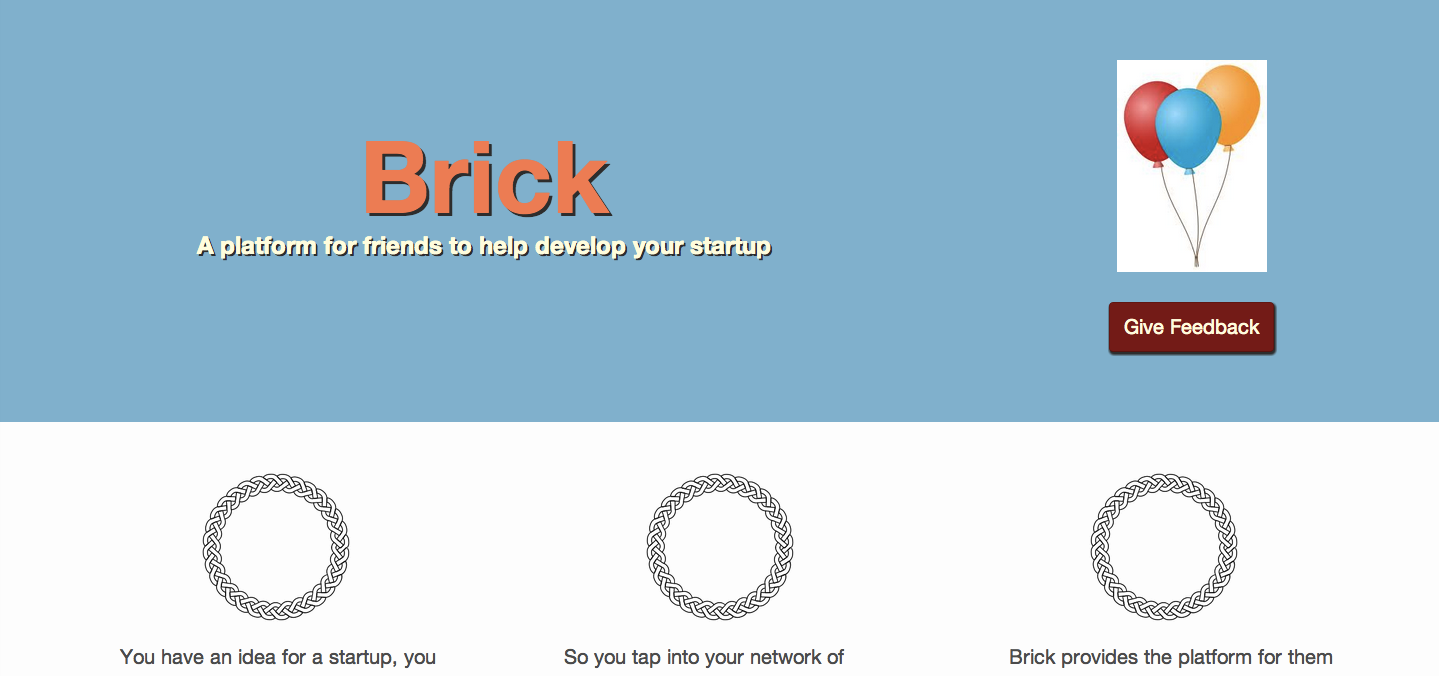 Brick
A platform for friends to help develop your startup
Give Feedback
You have an idea for a startup, you
So you tap into your network of
Brick provides the platform for them